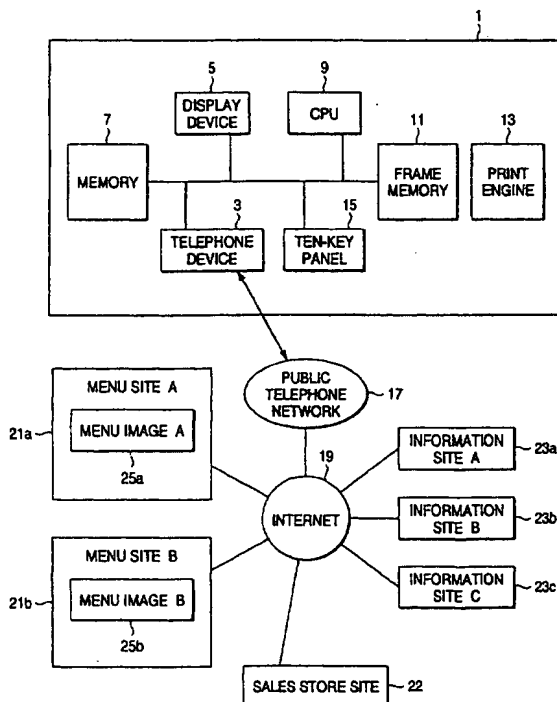 1
5
DISPLAY
DEVICE
9
CPU
7
MEMORY
11
FRAME
MEMORY
13
PRINT
ENGINE
3
TELEPHONE
DEVICE
15
TEN-KEY
PANEL
PUBLIC
TELEPHONE
NETWORK
17
MENU SITE A
MENU IMAGE A
21a
25a
19
INTERNET
INFORMATION
SITE A
23a
INFORMATION
SITE B
23b
INFORMATION
SITE C
23c
MENU SITE B
MENU IMAGE B
21b
25b
SALES STORE SITE
22